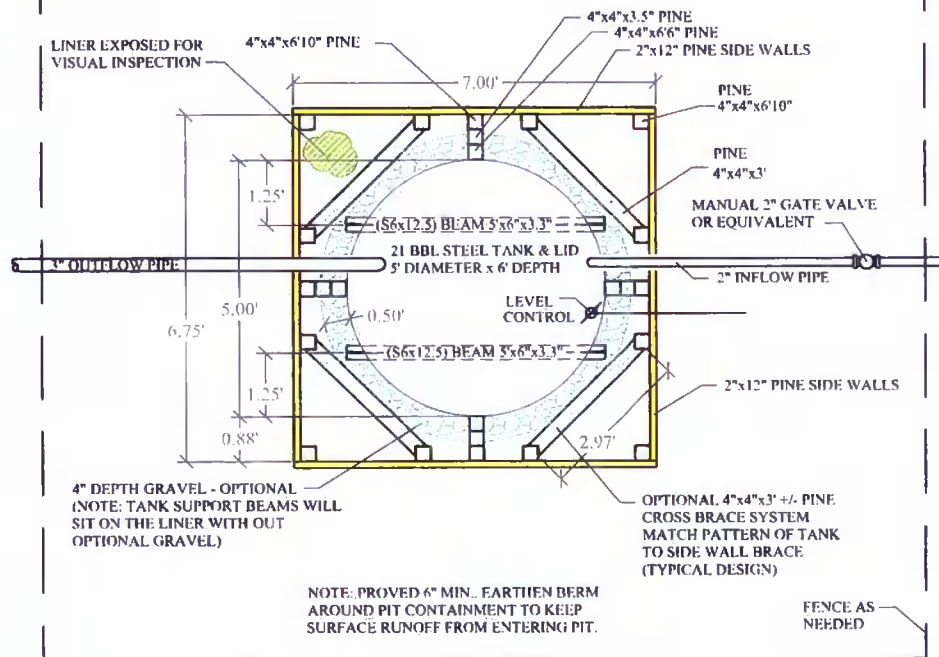 4"x4"x3.5" PINE
4"x4"x6'6" PINE
2"x12" PINE SIDE WALLS
LINER EXPOSED FOR
VISUAL INSPECTION
4"x4"x6'10" PINE
7.00'
PINE
4"x4"x6'10"
PINE
4"x4"x3'
1.25'
MANUAL 2" GATE VALVE
OR EQUIVALENT
(S6x12.5) BEAM 5'x6"x3.3"
21 BBL STEEL TANK & LID
5' DIAMETER x 6' DEPTH
3" OUTFLOW PIPE
2" INFLOW PIPE
5.00'
6.75'
0.50'
LEVEL
CONTROL
(S6x12.5) BEAM 5'x6"x3.3"
1.25'
2"x12" PINE SIDE WALLS
0.88'
2.97'
4" DEPTH GRAVEL - OPTIONAL
(NOTE: TANK SUPPORT BEAMS WILL
SIT ON THE LINER WITH OUT
OPTIONAL GRAVEL)
OPTIONAL 4"x4"x3' +/- PINE
CROSS BRACE SYSTEM
MATCH PATTERN OF TANK
TO SIDE WALL BRACE
(TYPICAL DESIGN)
NOTE: PROVED 6" MIN.. EARTHEN BERM
AROUND PIT CONTAINMENT TO KEEP
SURFACE RUNOFF FROM ENTERING PIT.
FENCE AS
NEEDED